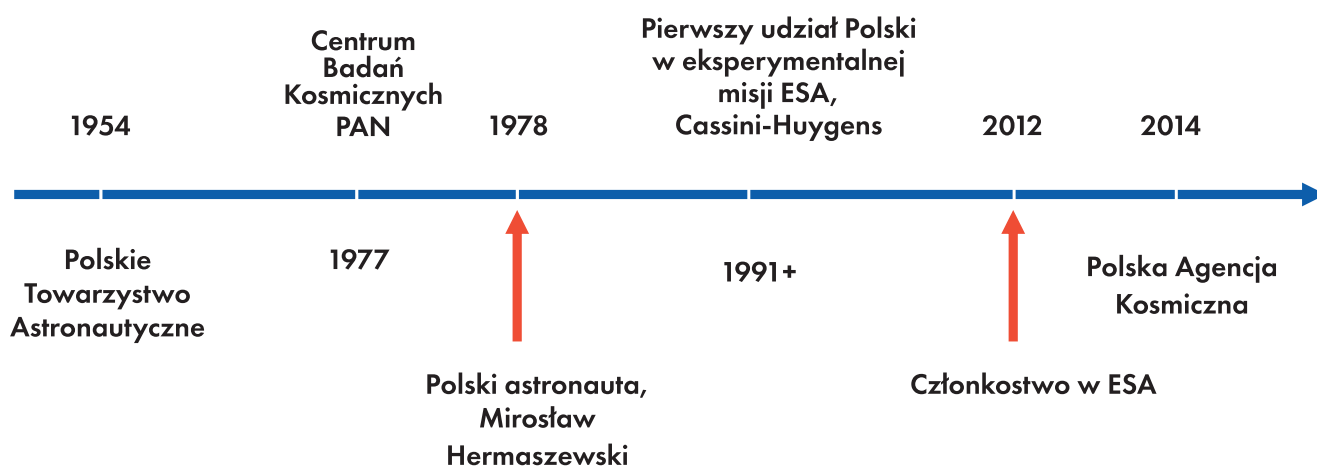 1954
Polskie
Towarzystwo
Astronautyczne
Centrum
Badań
Kosmicznych
PAN
1977
1978
Polski astronauta,
Mirosław
Hermaszewski
Pierwszy udział Polski
w eksperymentalnej
misji ESA,
Cassini-Huygens
1991+
2012
Członkostwo w ESA
2014
Polska Agencja
Kosmiczna